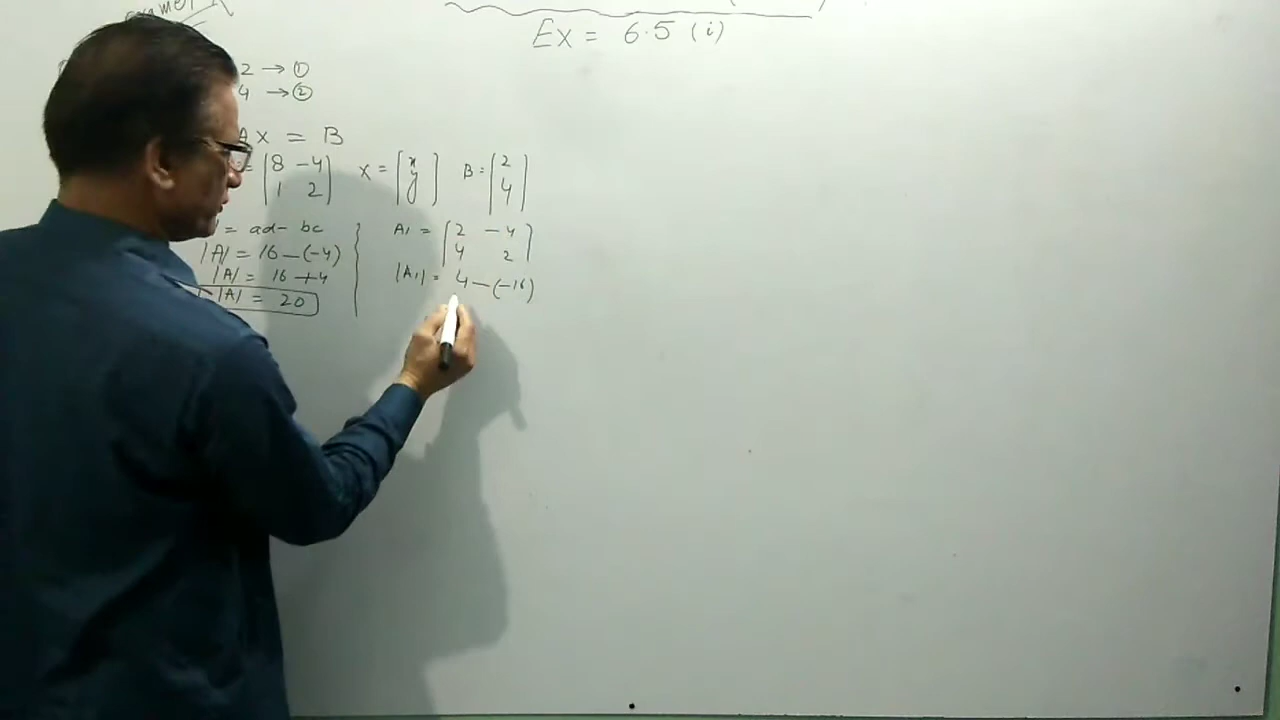 Ex = 6.5 (i)
2 → ①
4 → ②
Ax = B
= [8 -4 X = [x B = [2
1 2] y] 4]
= ad - bc A1 = [2 -4
|A| = 16 - (-4) 4 2]
|A| = 16 + 4 |A1| = 4 - (-16)
|A| = 20